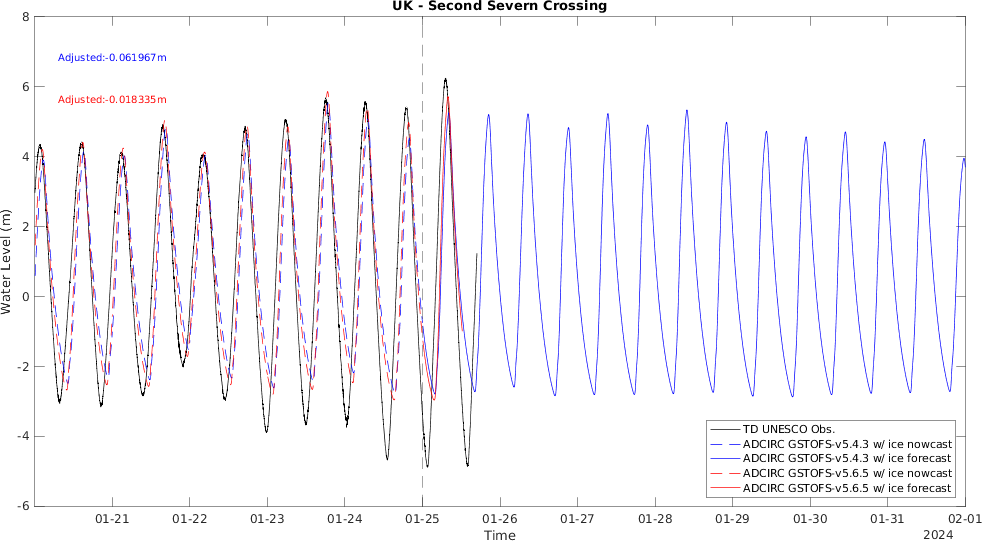 UK - Second Severn Crossing
Adjusted:-0.061967m
Adjusted:-0.018335m
Water Level (m)
8
6
4
2
0
-2
-4
-6
TD UNESCO Obs.
ADCIRC GSTOFS-v5.4.3 w/ ice nowcast
ADCIRC GSTOFS-v5.4.3 w/ ice forecast
ADCIRC GSTOFS-v5.6.5 w/ ice nowcast
ADCIRC GSTOFS-v5.6.5 w/ ice forecast
01-21 01-22 01-23 01-24 01-25 01-26 01-27 01-28 01-29 01-30 01-31 02-01
Time
2024